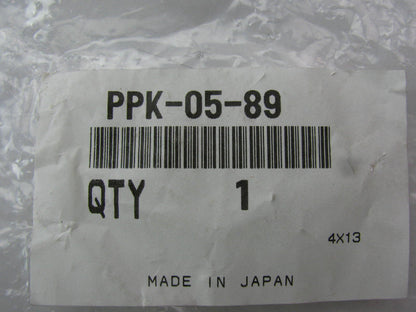 PPK-05-89
QTY 1
4X13
MADE IN JAPAN